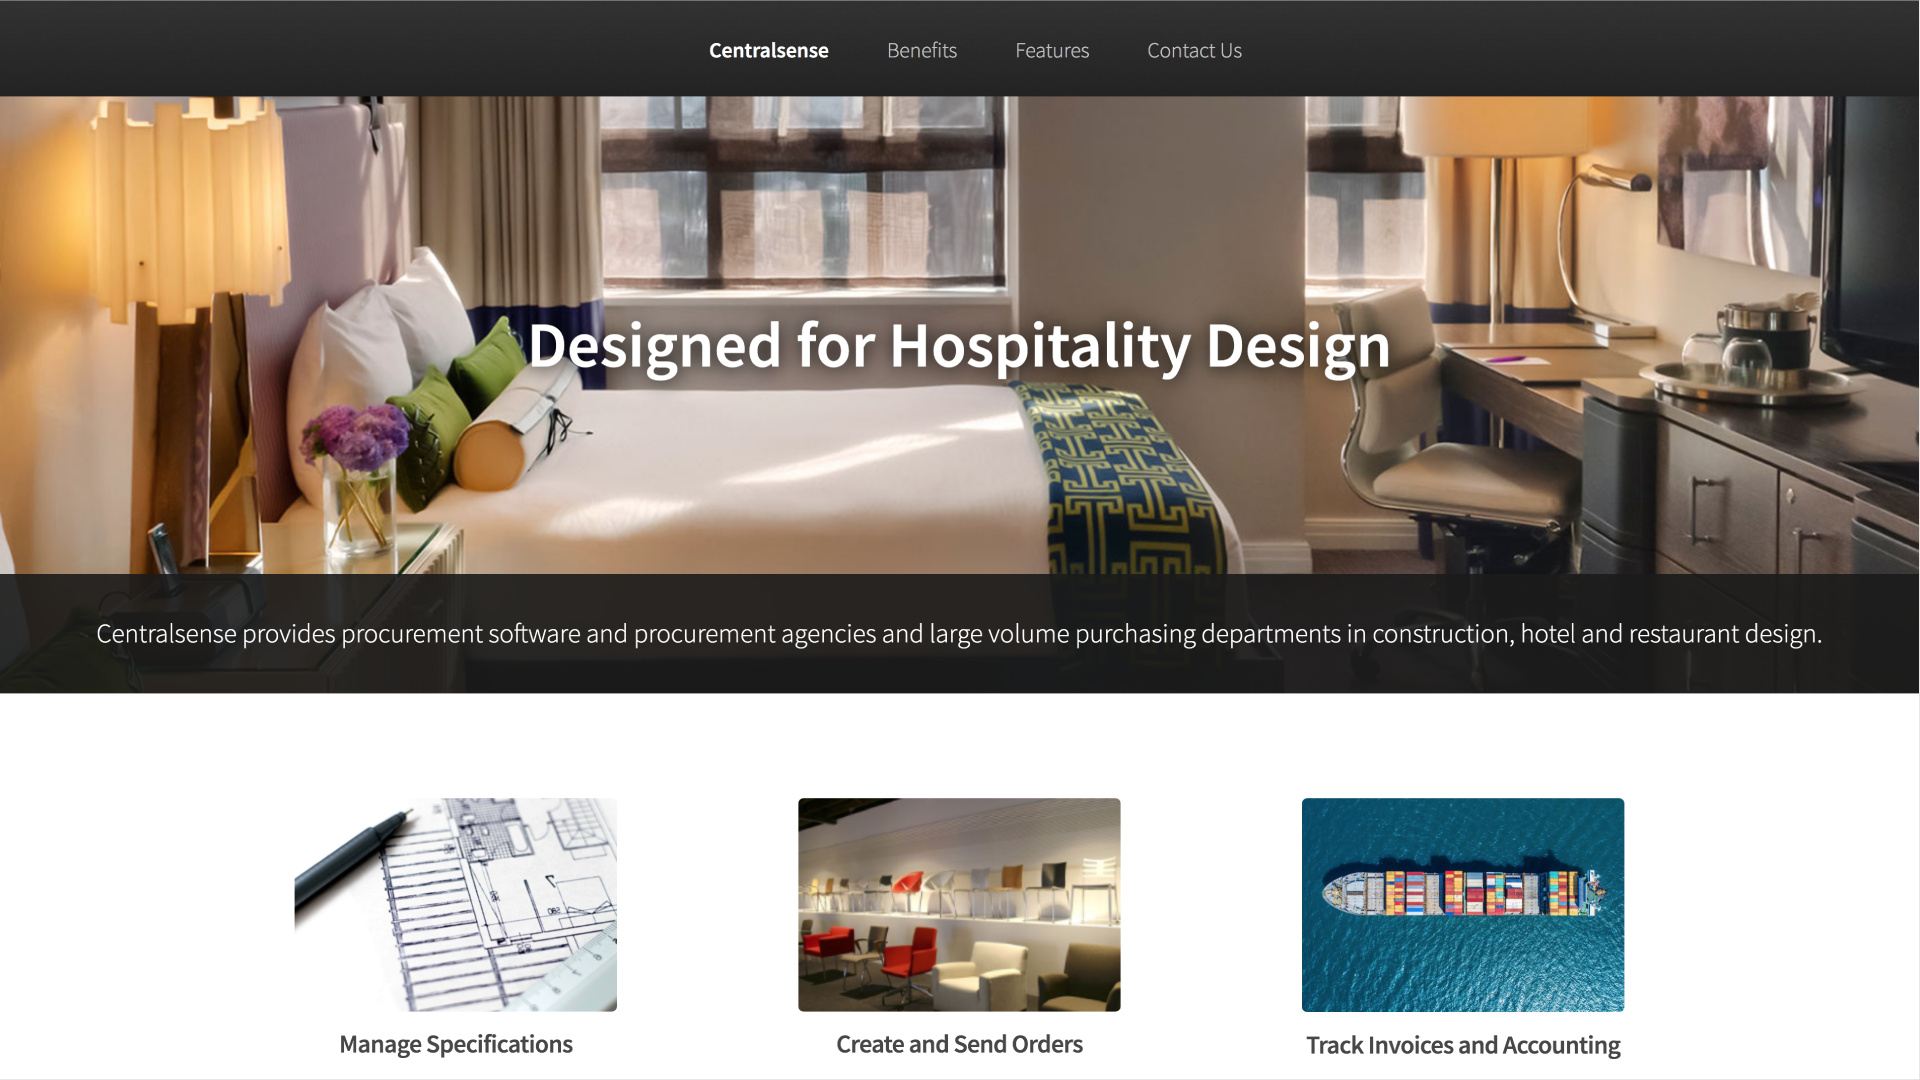 Centralsense Benefits Features Contact Us
Designed for Hospitality Design
Centralsense provides procurement software and procurement agencies and large volume purchasing departments in construction, hotel and restaurant design.
Manage Specifications
Create and Send Orders
Track Invoices and Accounting